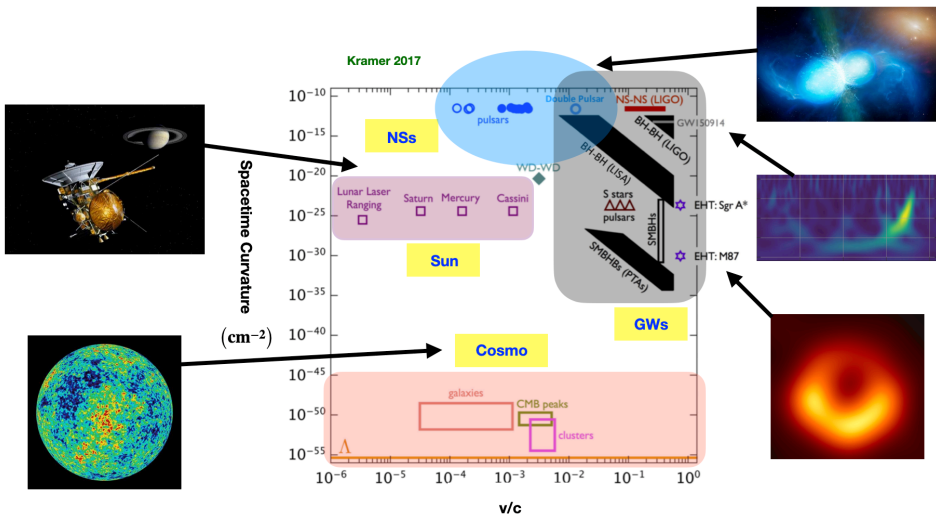 Kramer 2017
10⁻¹⁰
10⁻¹⁵
10⁻²⁰
10⁻²⁵
10⁻³⁰
10⁻³⁵
10⁻⁴⁰
10⁻⁴⁵
10⁻⁵⁰
10⁻⁵⁵
Spacetime Curvature
(cm⁻²)
Double Pulsar
pulsars
NSs
NS-NS (LIGO)
GW150914
BH-BH (LIGO)
BH-BH (LISA)
WD-WD
Lunar Laser
Ranging
Saturn
Mercury
Cassini
S stars
pulsars
SMBHs
EHT: Sgr A*
EHT: M87
SMBHBs (PTAs)
Sun
GWs
Cosmo
galaxies
CMB peaks
clusters
Λ
10⁻⁶
10⁻⁵
10⁻⁴
10⁻³
10⁻²
10⁻¹
10⁰
v/c